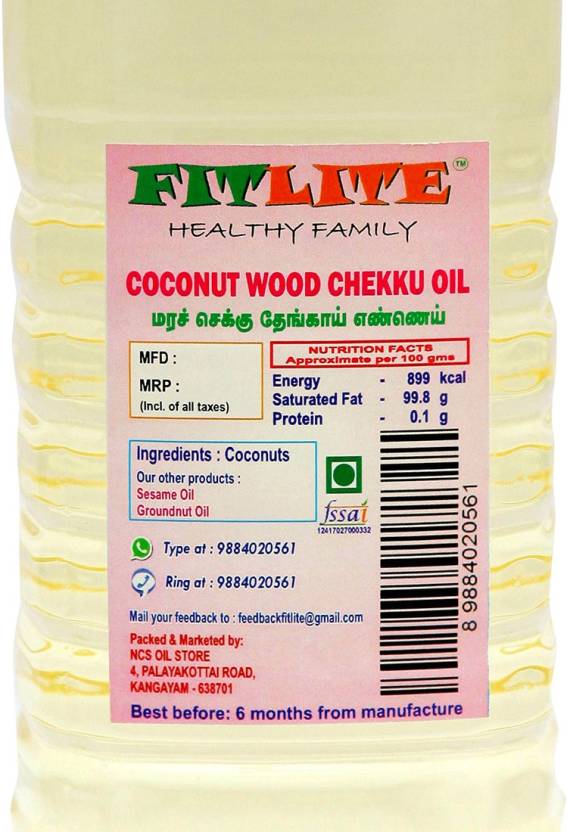 FITLITE™
HEALTHY FAMILY
COCONUT WOOD CHEKKU OIL
மரச் செக்கு தேங்காய் எண்ணெய்
MFD :
MRP :
(Incl. of all taxes)
NUTRITION FACTS
Approximate per 100 gms
Energy - 899 kcal
Saturated Fat - 99.8 g
Protein - 0.1 g
Ingredients : Coconuts
Our other products :
Sesame Oil
Groundnut Oil
fssai
12417027000332
Type at : 9884020561
Ring at : 9884020561
Mail your feedback to : feedbackfitlite@gmail.com
Packed & Marketed by:
NCS OIL STORE
4, PALAYAKOTTAI ROAD,
KANGAYAM - 638701
8 9884020561
Best before: 6 months from manufacture